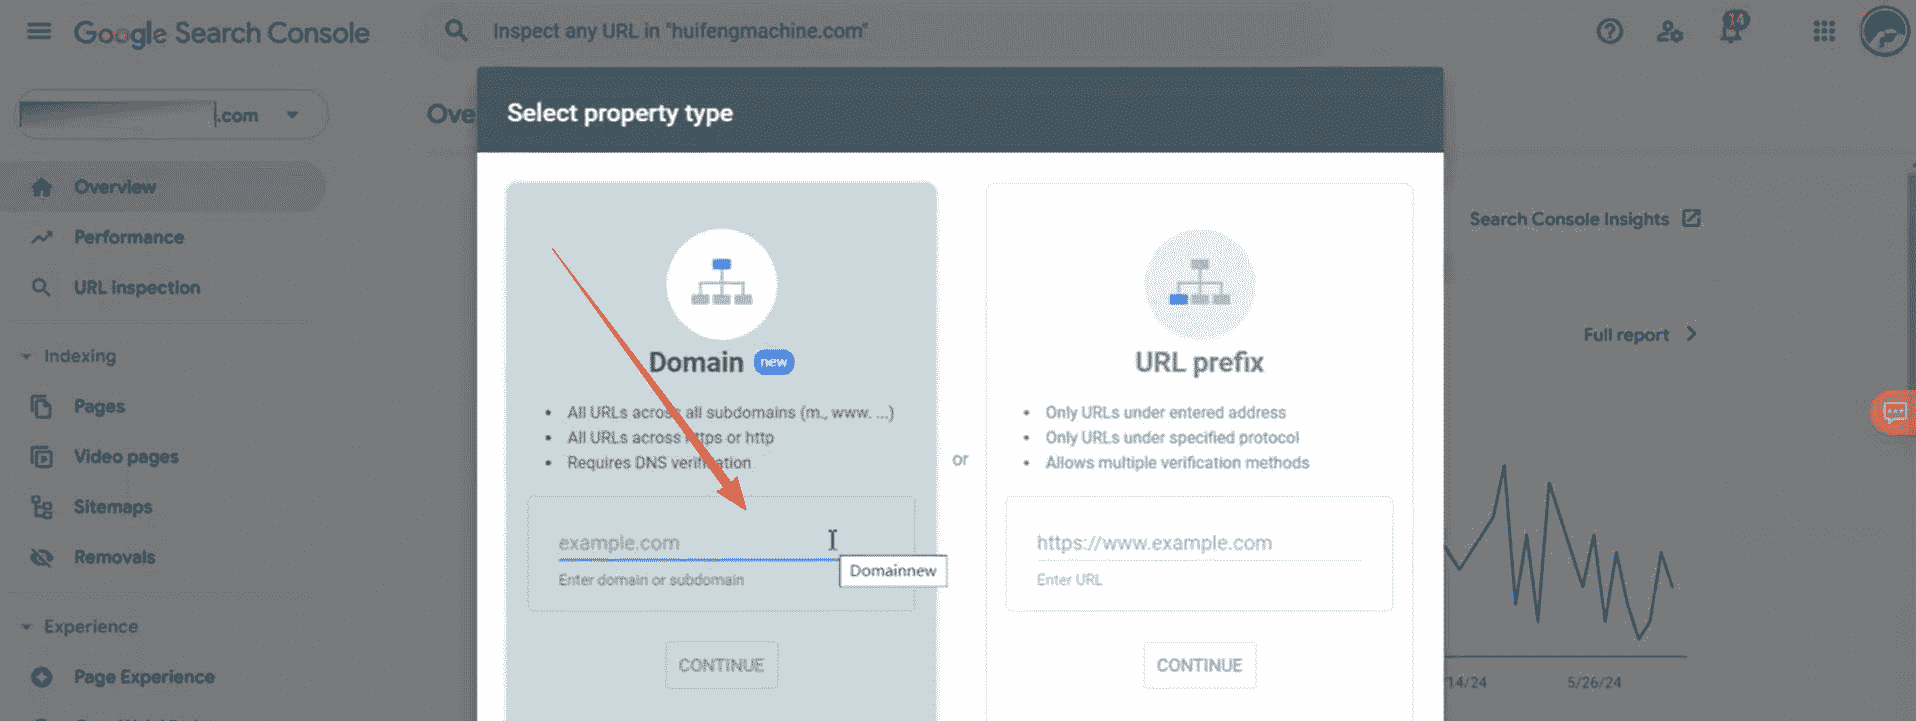 Google Search Console
Inspect any URL in "huifengmachine.com"
14
.com
Ove
Select property type
Overview
Performance
URL inspection
Indexing
Pages
Video pages
Sitemaps
Removals
Experience
Page Experience
Domain new
All URLs across all subdomains (m., www. ...)
All URLs across https or http
Requires DNS verification
example.com
Enter domain or subdomain
Domainnew
CONTINUE
or
URL prefix
Only URLs under entered address
Only URLs under specified protocol
Allows multiple verification methods
https://www.example.com
Enter URL
CONTINUE
Search Console Insights
Full report
/14/24
5/26/24